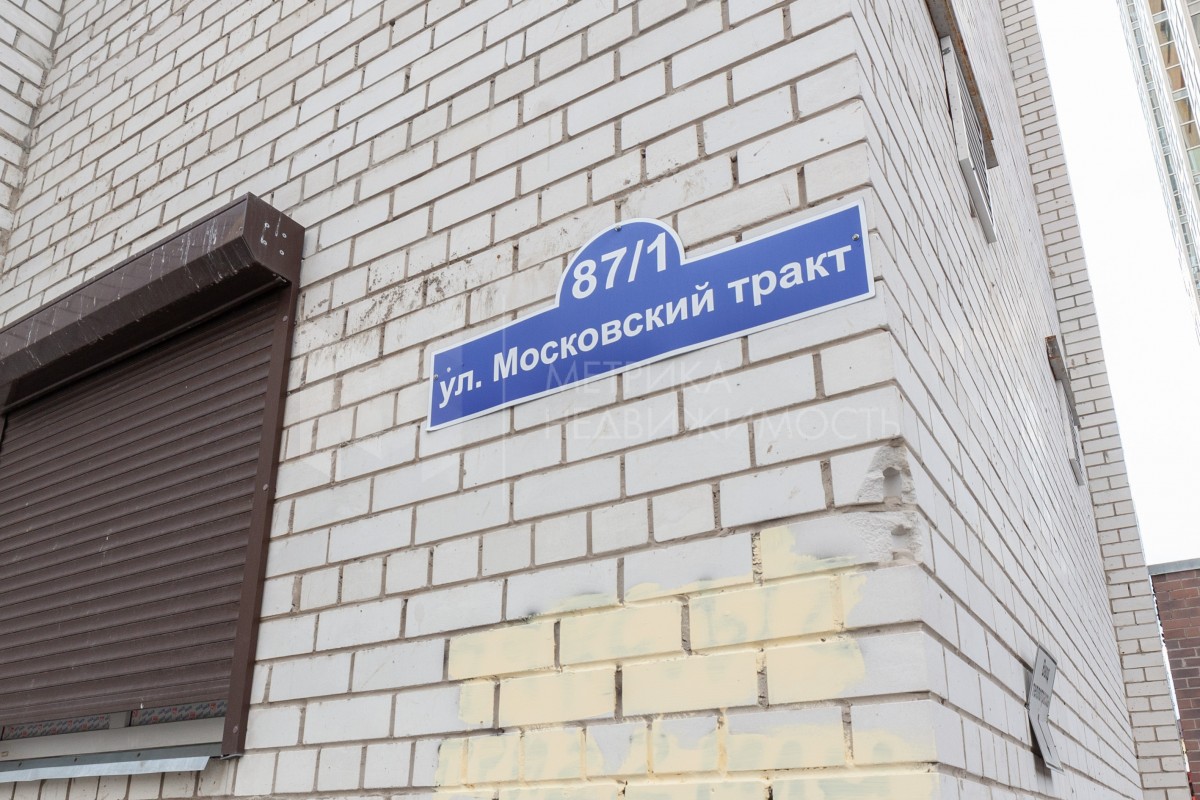 87/1
ул. Московский тракт
МЕТРИКА
НЕДВИЖИМОСТЬ